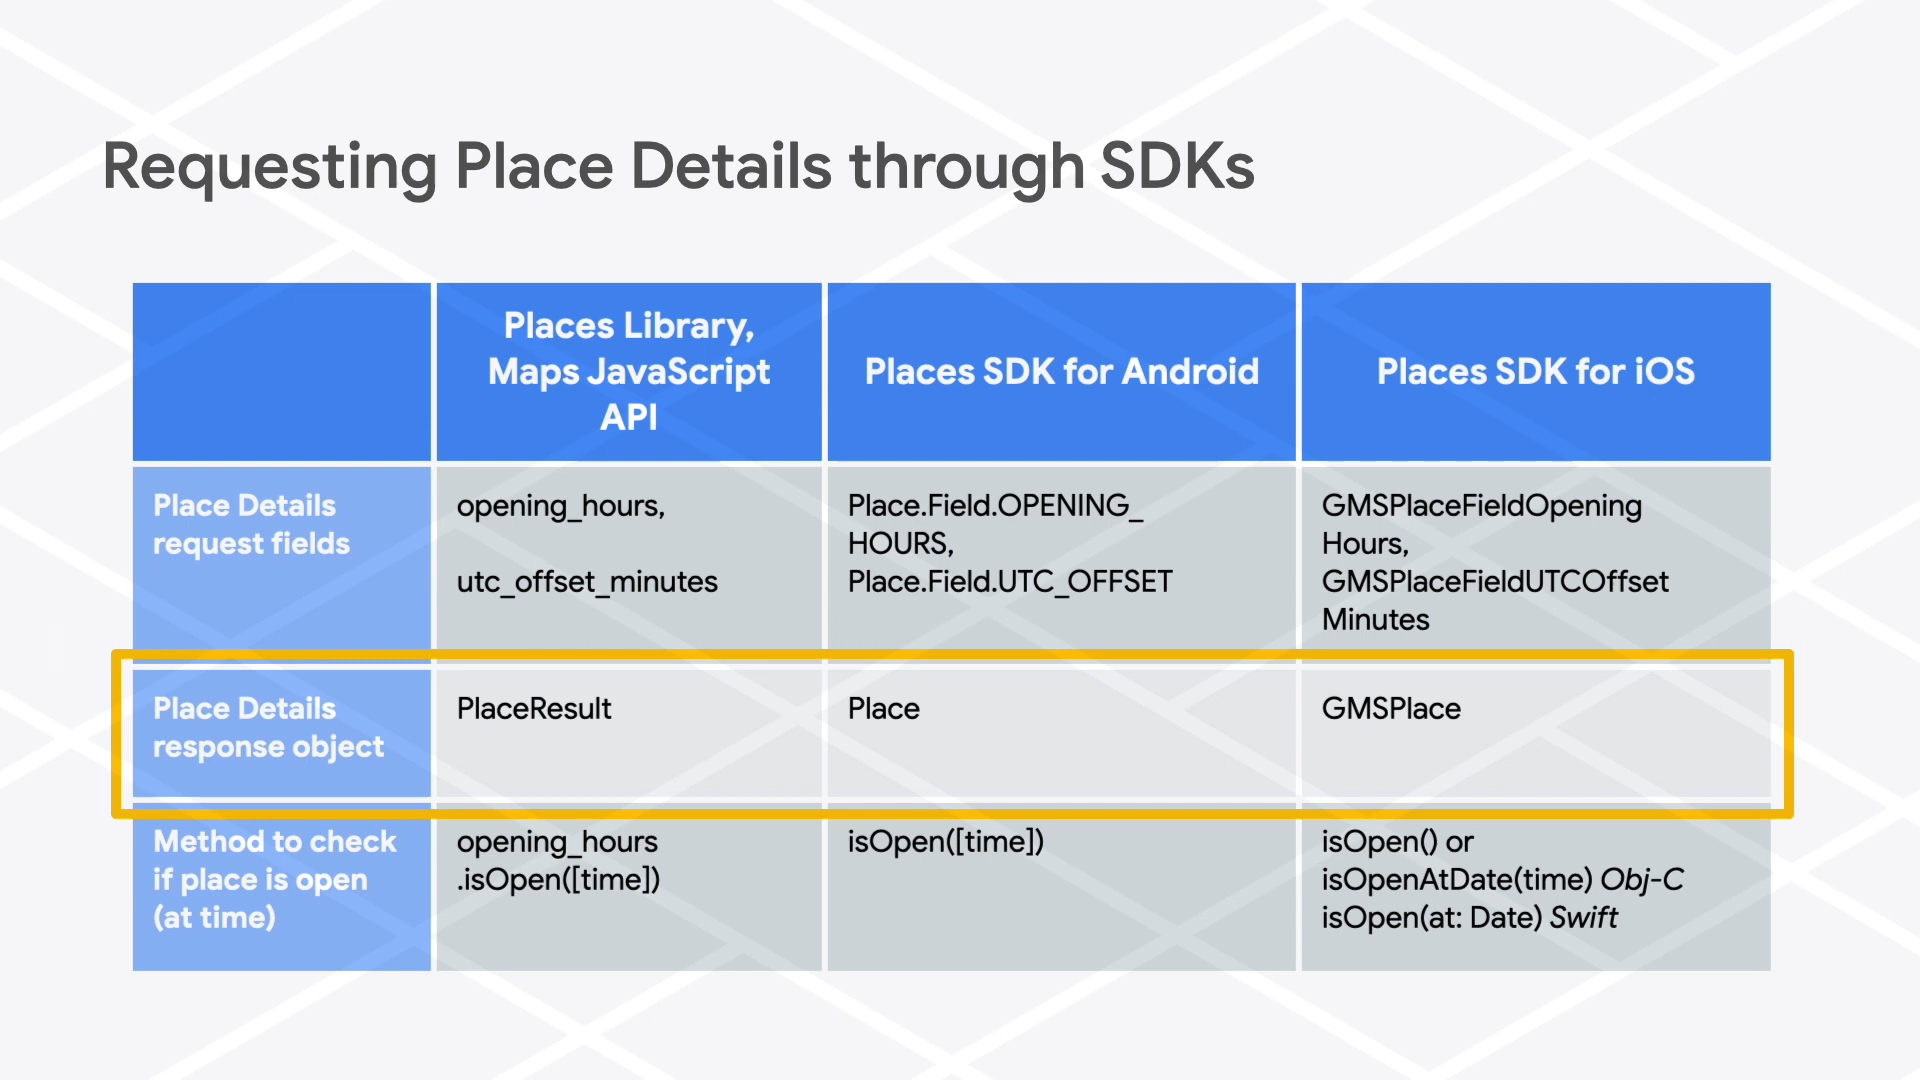 Requesting Place Details through SDKs
Places Library,
Maps JavaScript
API
Places SDK for Android
Places SDK for iOS
Place Details
request fields
opening_hours,
utc_offset_minutes
Place.Field.OPENING_
HOURS,
Place.Field.UTC_OFFSET
GMSPlaceFieldOpening
Hours,
GMSPlaceFieldUTCOffset
Minutes
Place Details
response object
PlaceResult
Place
GMSPlace
Method to check
if place is open
(at time)
opening_hours
.isOpen([time])
isOpen([time])
isOpen() or
isOpenAtDate(time) Obj-C
isOpen(at: Date) Swift